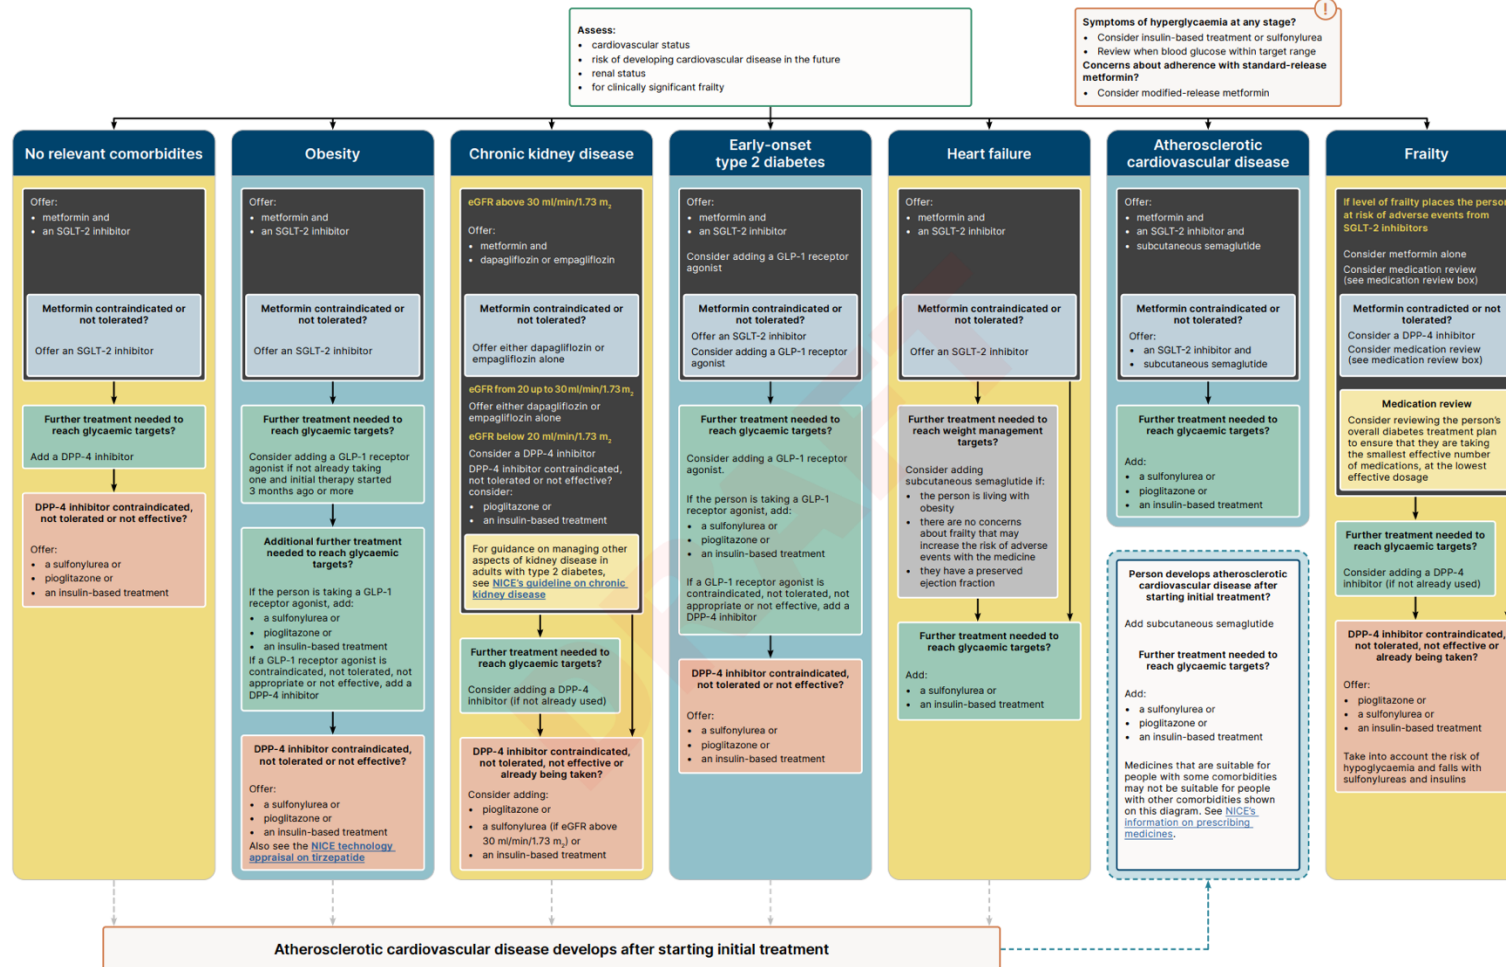 Assess:
• cardiovascular status
• risk of developing cardiovascular disease in the future
• renal status
• for clinically significant frailty
Symptoms of hyperglycaemia at any stage?
• Consider insulin-based treatment or sulfonylurea
• Review when blood glucose within target range
Concerns about adherence with standard-release
metformin?
• Consider modified-release metformin
!
No relevant comorbidites
Offer:
• metformin and
• an SGLT-2 inhibitor
Metformin contraindicated or
not tolerated?
Offer an SGLT-2 inhibitor
Further treatment needed to
reach glycaemic targets?
Add a DPP-4 inhibitor
DPP-4 inhibitor contraindicated,
not tolerated or not effective?
Offer:
• a sulfonylurea or
• pioglitazone or
• an insulin-based treatment
Obesity
Offer:
• metformin and
• an SGLT-2 inhibitor
Metformin contraindicated or
not tolerated?
Offer an SGLT-2 inhibitor
Further treatment needed to
reach glycaemic targets?
Consider adding a GLP-1 receptor
agonist if not already taking
one and initial therapy started
3 months ago or more
Additional further treatment
needed to reach glycaemic
targets?
If the person is taking a GLP-1
receptor agonist, add:
• a sulfonylurea or
• pioglitazone or
• an insulin-based treatment
If a GLP-1 receptor agonist is
contraindicated, not tolerated, not
appropriate or not effective, add a
DPP-4 inhibitor
DPP-4 inhibitor contraindicated,
not tolerated or not effective?
Offer:
• a sulfonylurea or
• pioglitazone or
• an insulin-based treatment
Also see the NICE technology
appraisal on tirzepatide
Chronic kidney disease
eGFR above 30 ml/min/1.73 m₂
Offer:
• metformin and
• dapagliflozin or empagliflozin
Metformin contraindicated or
not tolerated?
Offer either dapagliflozin or
empagliflozin alone
eGFR from 20 up to 30 ml/min/1.73 m₂
Offer either dapagliflozin or
empagliflozin alone
eGFR below 20 ml/min/1.73 m₂
Consider a DPP-4 inhibitor
DPP-4 inhibitor contraindicated,
not tolerated or not effective?
consider:
• pioglitazone or
• an insulin-based treatment
For guidance on managing other
aspects of kidney disease in
adults with type 2 diabetes,
see NICE's guideline on chronic
kidney disease
Further treatment needed to
reach glycaemic targets?
Consider adding a DPP-4
inhibitor (if not already used)
DPP-4 inhibitor contraindicated,
not tolerated, not effective or
already being taken?
Consider adding:
• pioglitazone or
• a sulfonylurea (if eGFR above
30 ml/min/1.73 m₂) or
• an insulin-based treatment
Early-onset
type 2 diabetes
Offer:
• metformin and
• an SGLT-2 inhibitor
Consider adding a GLP-1 receptor
agonist
Metformin contraindicated or
not tolerated?
Offer an SGLT-2 inhibitor
Consider adding a GLP-1 receptor
agonist
Further treatment needed to
reach glycaemic targets?
Consider adding a GLP-1 receptor
agonist.
If the person is taking a GLP-1
receptor agonist, add:
• a sulfonylurea or
• pioglitazone or
• an insulin-based treatment
If a GLP-1 receptor agonist is
contraindicated, not tolerated, not
appropriate or not effective, add a
DPP-4 inhibitor
DPP-4 inhibitor contraindicated,
not tolerated or not effective?
Offer:
• a sulfonylurea or
• pioglitazone or
• an insulin-based treatment
Heart failure
Offer:
• metformin and
• an SGLT-2 inhibitor
Metformin contraindicated or
not tolerated?
Offer an SGLT-2 inhibitor
Further treatment needed to
reach weight management
targets?
Consider adding
subcutaneous semaglutide if:
• the person is living with
obesity
• there are no concerns
about frailty that may
increase the risk of adverse
events with the medicine
• they have a preserved
ejection fraction
Further treatment needed to
reach glycaemic targets?
Add:
• a sulfonylurea or
• an insulin-based treatment
Atherosclerotic
cardiovascular disease
Offer:
• metformin and
• an SGLT-2 inhibitor and
• subcutaneous semaglutide
Metformin contraindicated or
not tolerated?
Offer:
• an SGLT-2 inhibitor and
• subcutaneous semaglutide
Further treatment needed to
reach glycaemic targets?
Add:
• a sulfonylurea or
• pioglitazone or
• an insulin-based treatment
Person develops atherosclerotic
cardiovascular disease after
starting initial treatment?
Add subcutaneous semaglutide
Further treatment needed to
reach glycaemic targets?
Add:
• a sulfonylurea or
• pioglitazone or
• an insulin-based treatment
Medicines that are suitable for
people with some comorbidities
may not be suitable for people
with other comorbidities shown
on this diagram. See NICE's
information on prescribing
medicines.
Frailty
If level of frailty places the person
at risk of adverse events from
SGLT-2 inhibitors
Consider metformin alone
Consider medication review
(see medication review box)
Metformin contradicted or not
tolerated?
Consider a DPP-4 inhibitor
Consider medication review
(see medication review box)
Medication review
Consider reviewing the person's
overall diabetes treatment plan
to ensure that they are taking
the smallest effective number
of medications, at the lowest
effective dosage
Further treatment needed to
reach glycaemic targets?
Consider adding a DPP-4
inhibitor (if not already used)
DPP-4 inhibitor contraindicated,
not tolerated, not effective or
already being taken?
Offer:
• pioglitazone or
• a sulfonylurea or
• an insulin-based treatment
Take into account the risk of
hypoglycaemia and falls with
sulfonylureas and insulins
Atherosclerotic cardiovascular disease develops after starting initial treatment
DRAFT